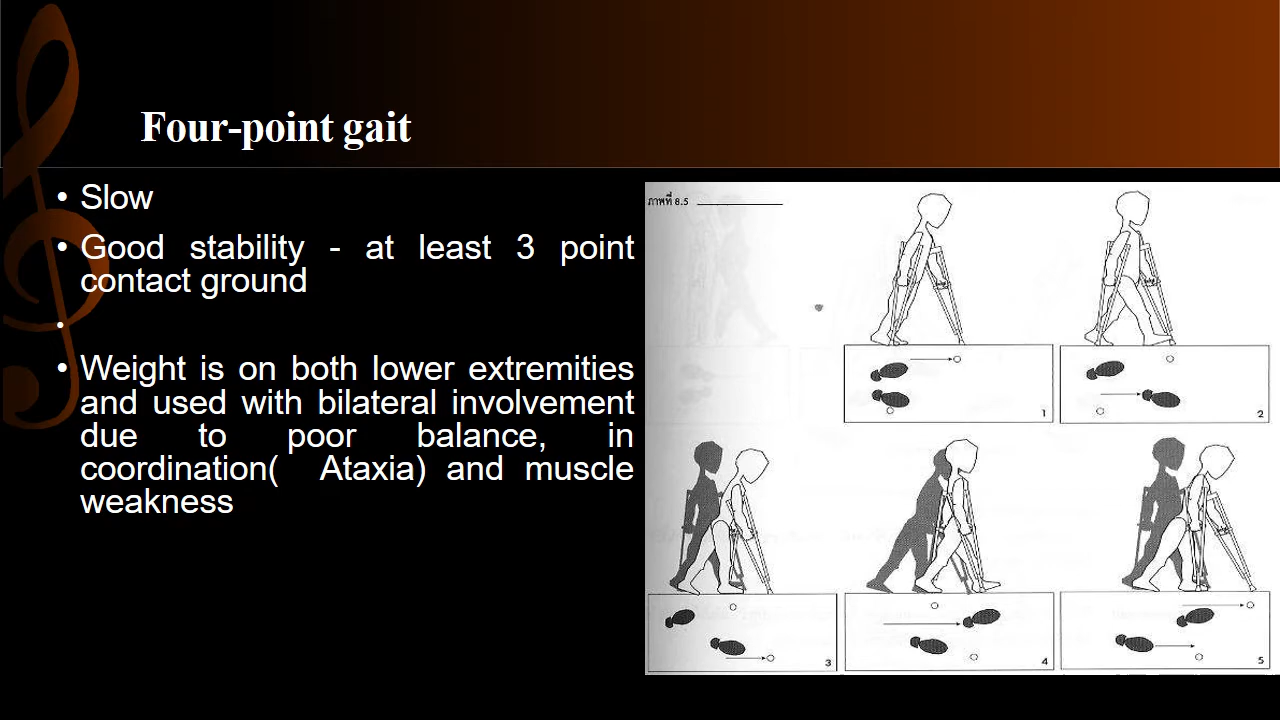 Four-point gait
• Slow
• Good stability - at least 3 point
contact ground
•
• Weight is on both lower extremities
and used with bilateral involvement
due to poor balance, in
coordination( Ataxia) and muscle
weakness
ภาพที่ 8.5
1
2
3
4
5